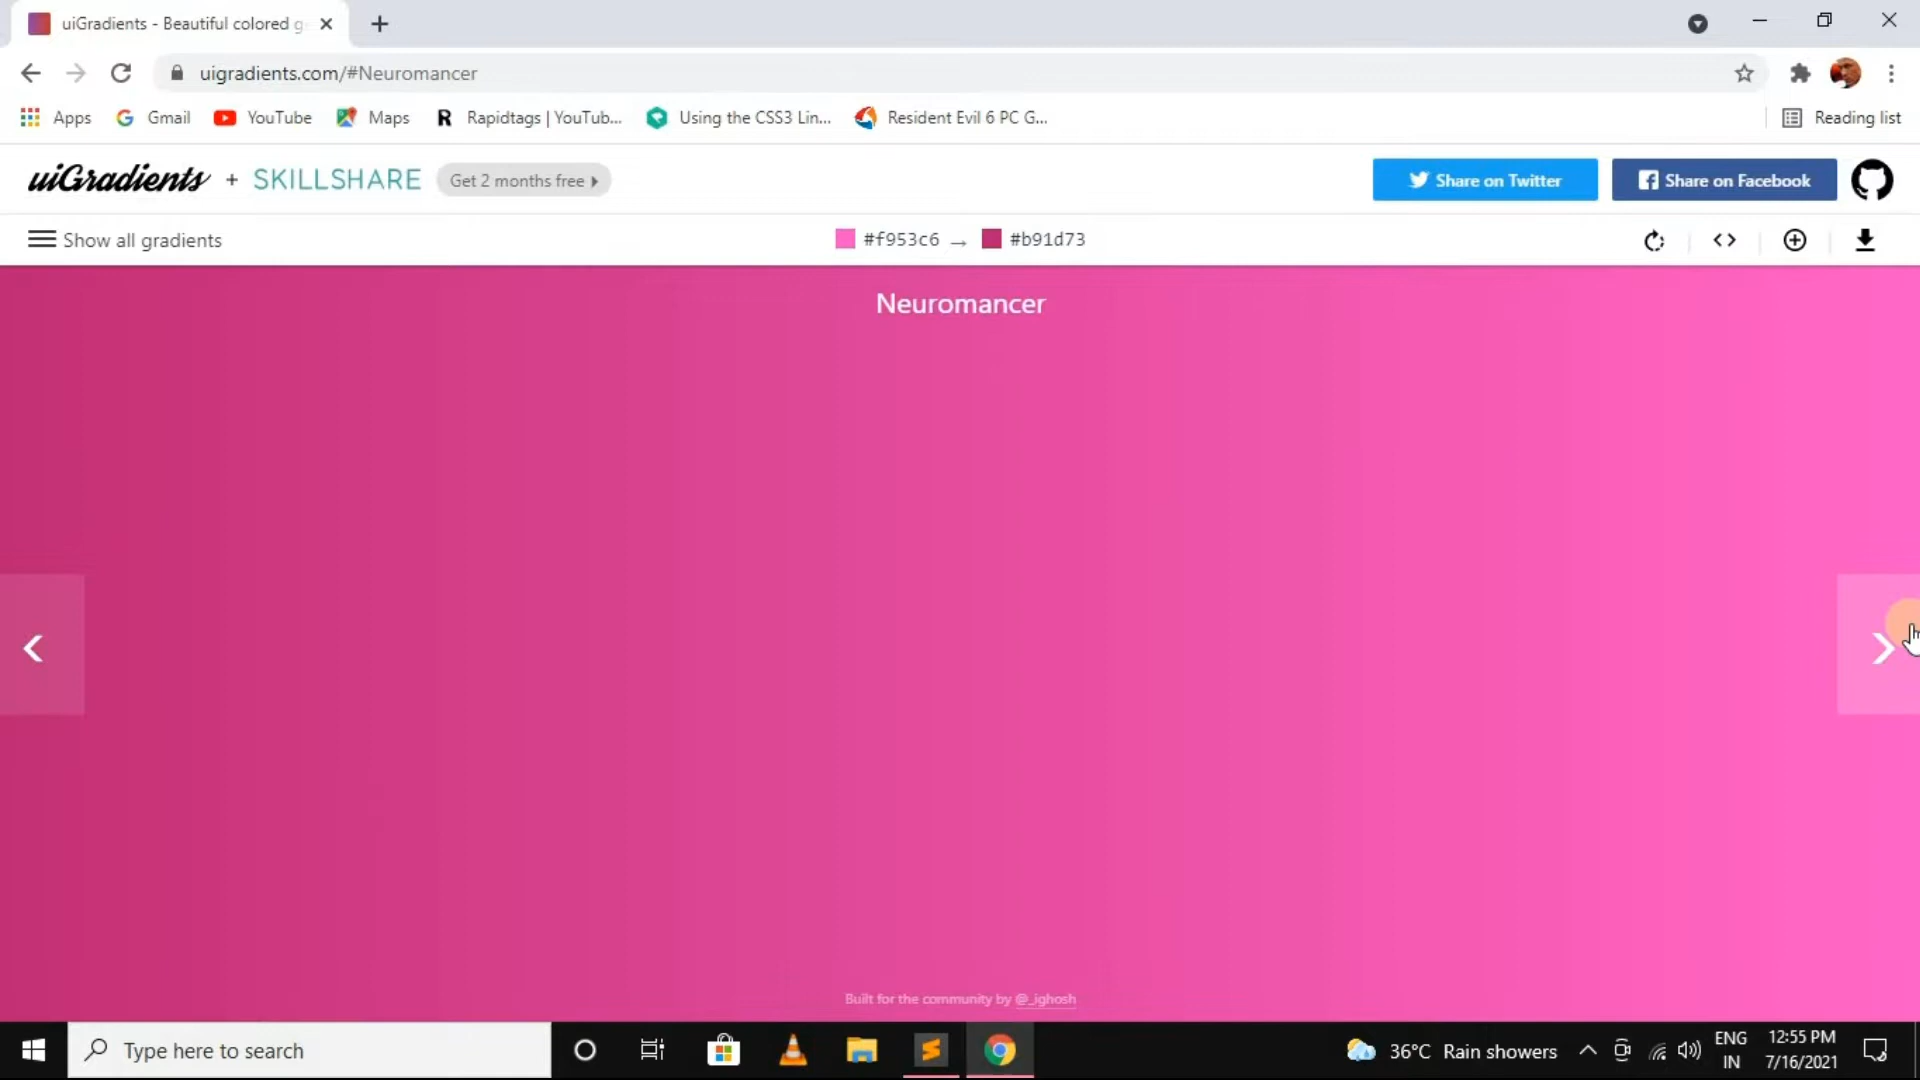 uiGradients - Beautiful colored g
uigradients.com/#Neuromancer
Apps Gmail YouTube Maps R Rapidtags | YouTub... Using the CSS3 Lin... Resident Evil 6 PC G... Reading list
uiGradients + SKILLSHARE Get 2 months free Share on Twitter Share on Facebook
Show all gradients #f953c6 → #b91d73 <>
Neuromancer
Built for the community by @_ighosh
Type here to search 36°C Rain showers ENG 12:55 PM
IN 7/16/2021